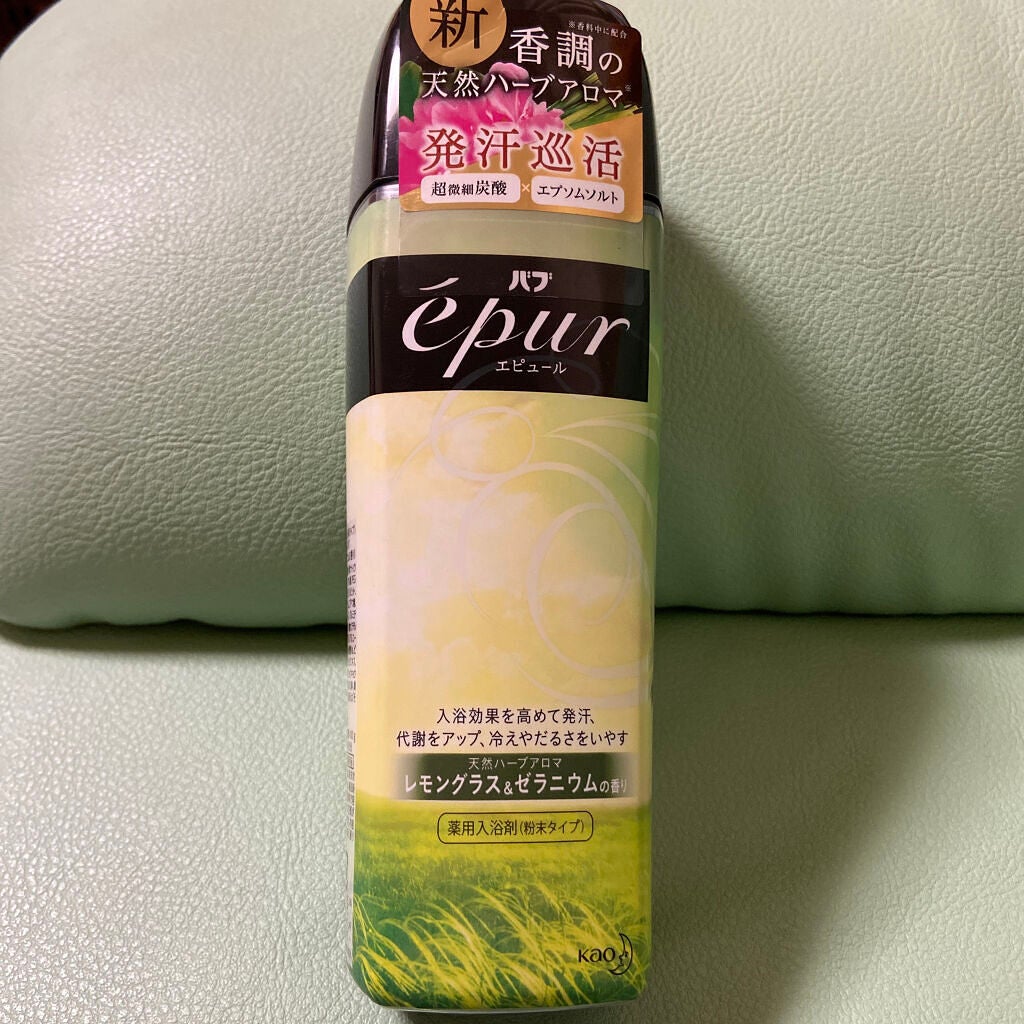 新
※香料中に配合
香調の
天然ハーブアロマ※
発汗巡活
超微細炭酸×エプソムソルト
バブ
épur
エピュール
入浴効果を高めて発汗、
代謝をアップ、冷えやだるさをいやす
天然ハーブアロマ
レモングラス&ゼラニウムの香り
薬用入浴剤(粉末タイプ)
Kao